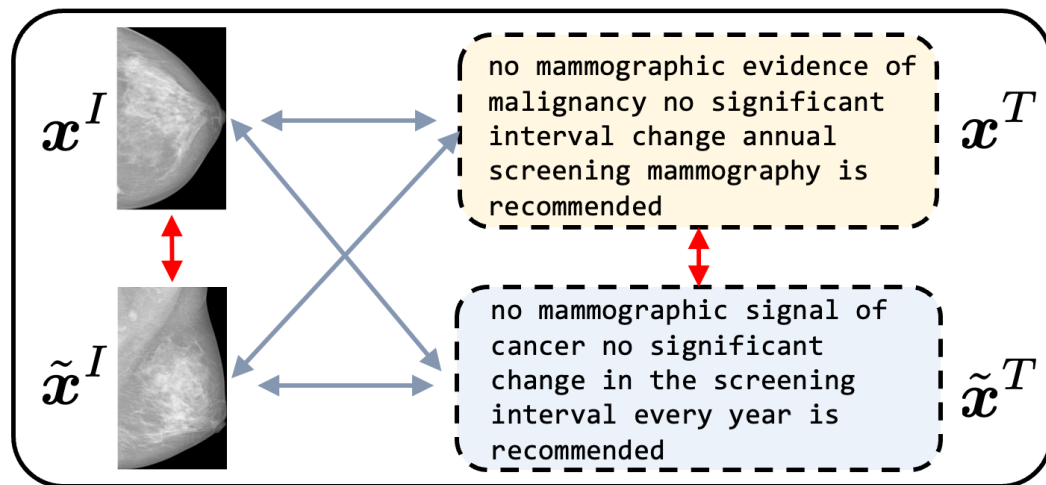 x^I
no mammographic evidence of
malignancy no significant
interval change annual
screening mammography is
recommended
x^T
x̃^I
no mammographic signal of
cancer no significant
change in the screening
interval every year is
recommended
x̃^T